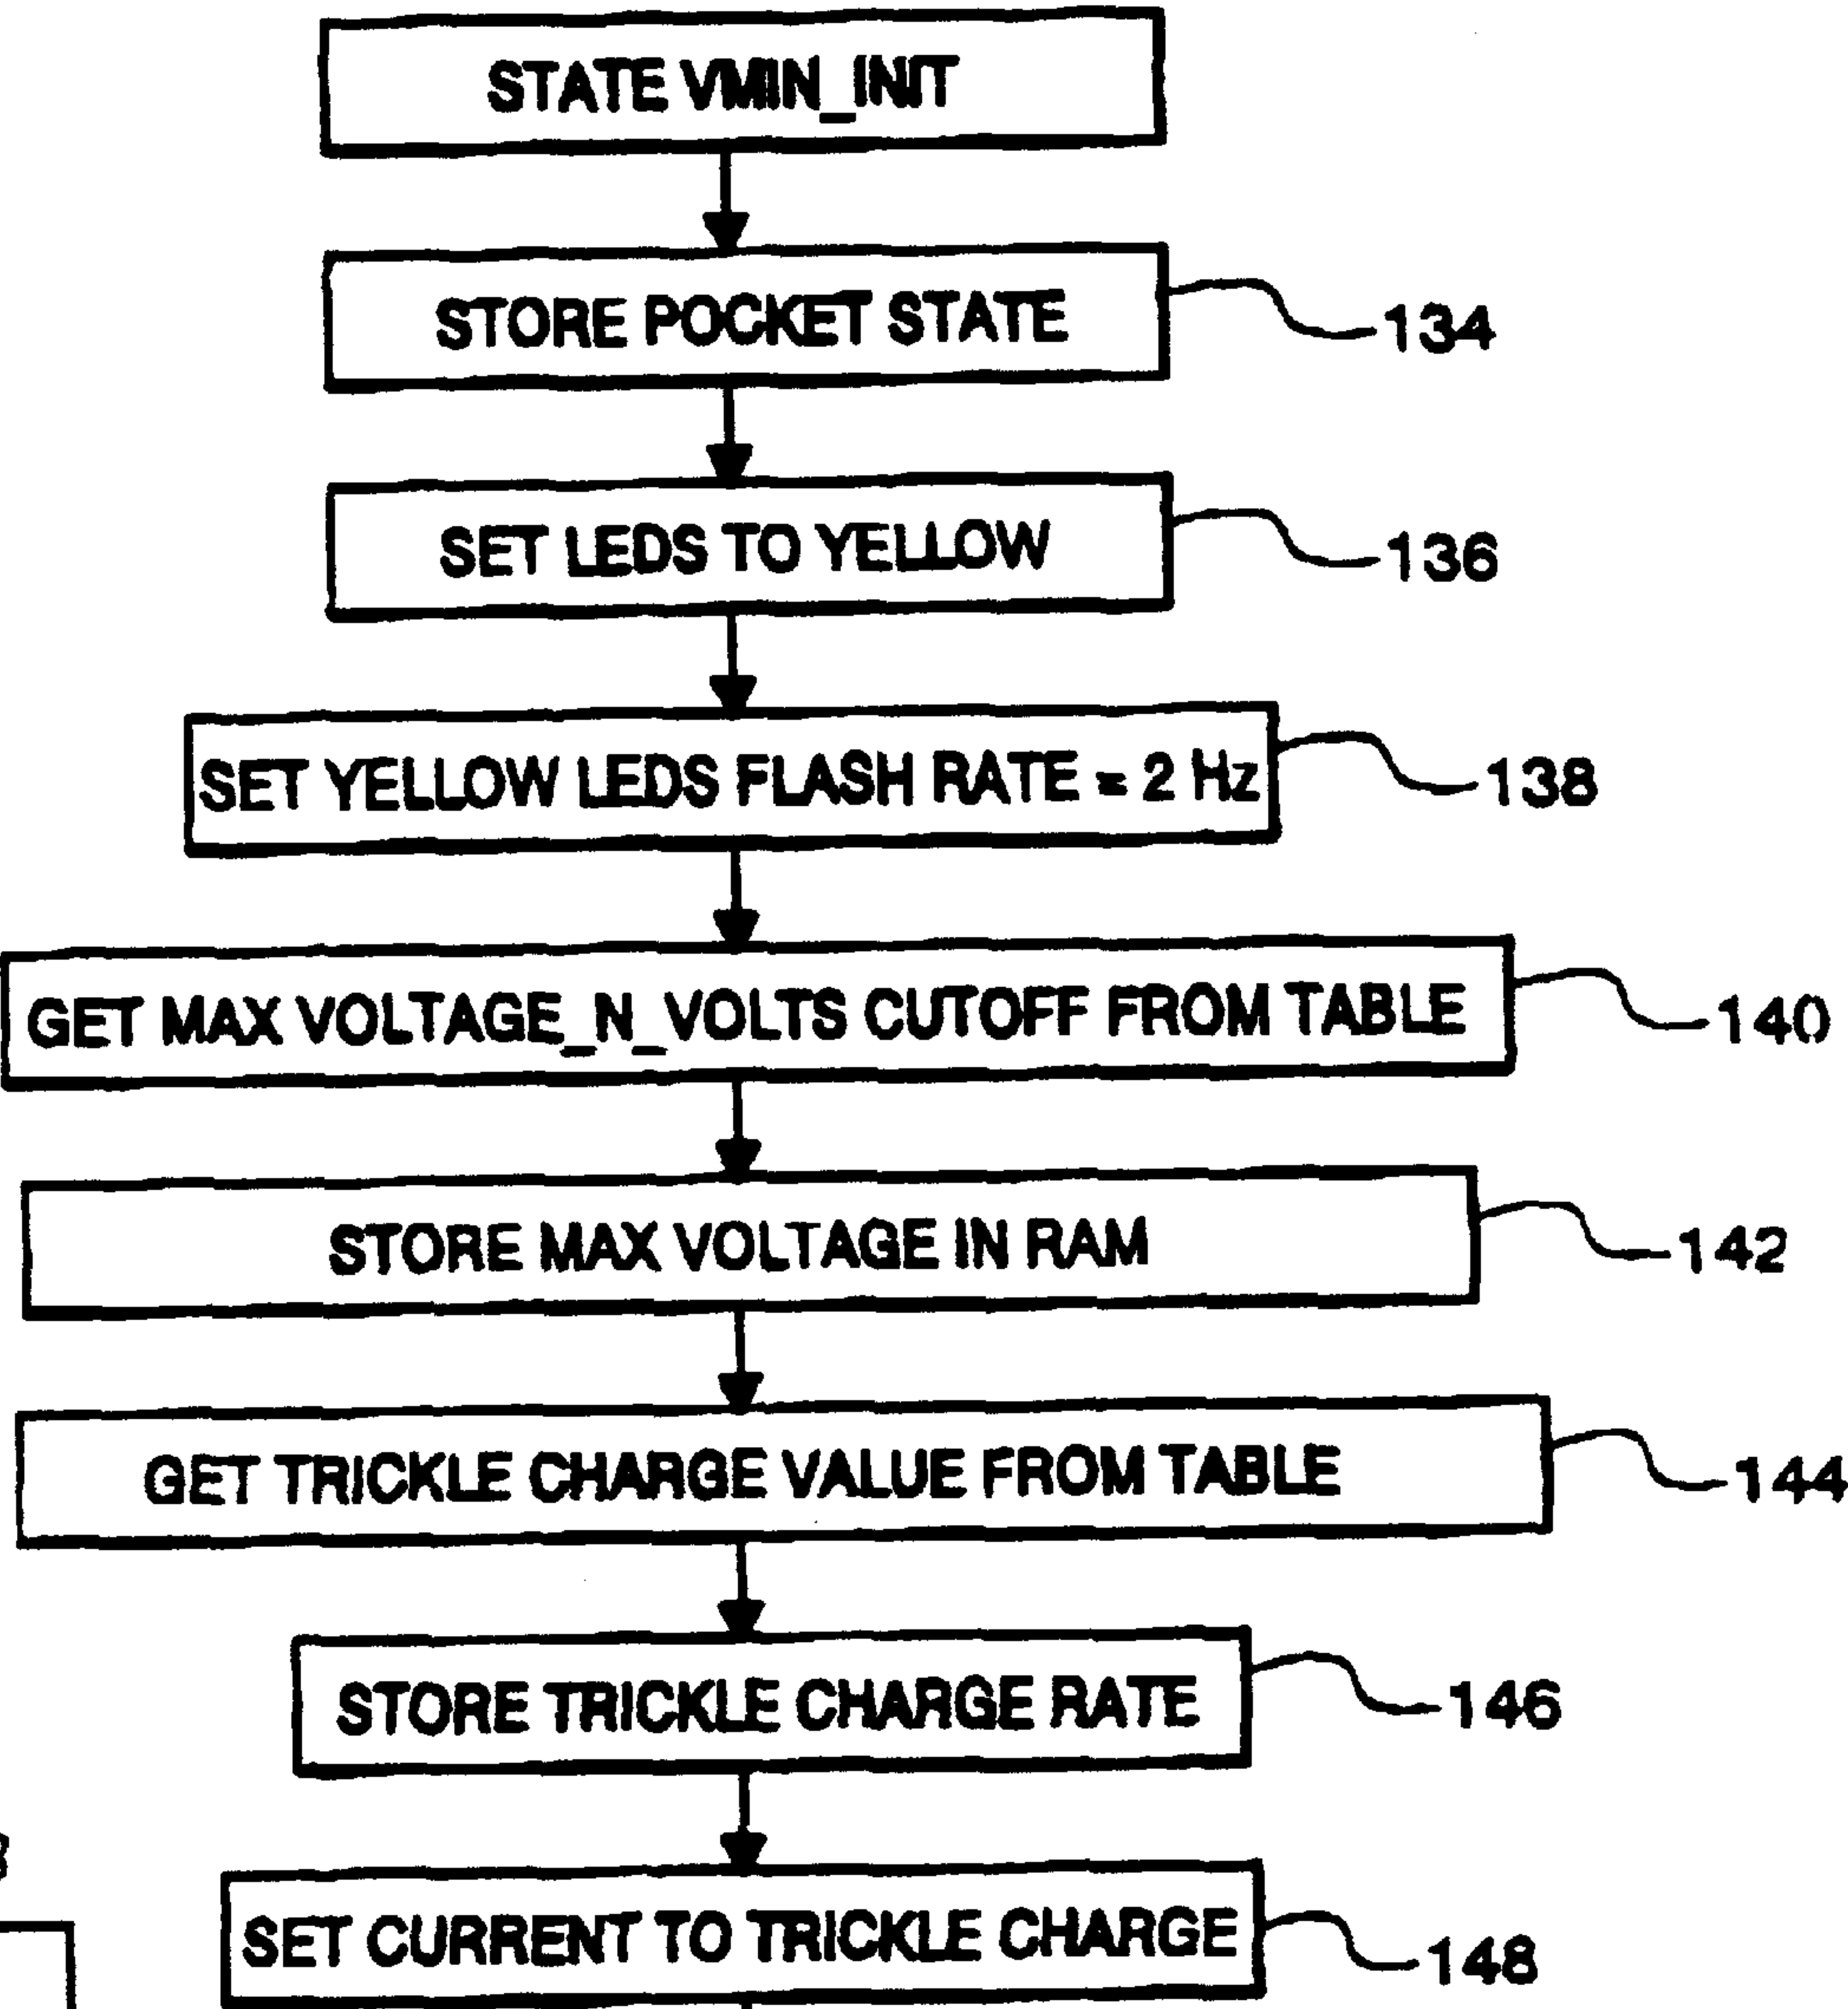 STATE VMIN_INIT
STORE POCKET STATE
134
SET LEDS TO YELLOW
136
SET YELLOW LEDS FLASH RATE = 2 Hz
138
GET MAX VOLTAGE_N_VOLTS CUTOFF FROM TABLE
140
STORE MAX VOLTAGE IN RAM
142
GET TRICKLE CHARGE VALUE FROM TABLE
144
STORE TRICKLE CHARGE RATE
146
SET CURRENT TO TRICKLE CHARGE
148